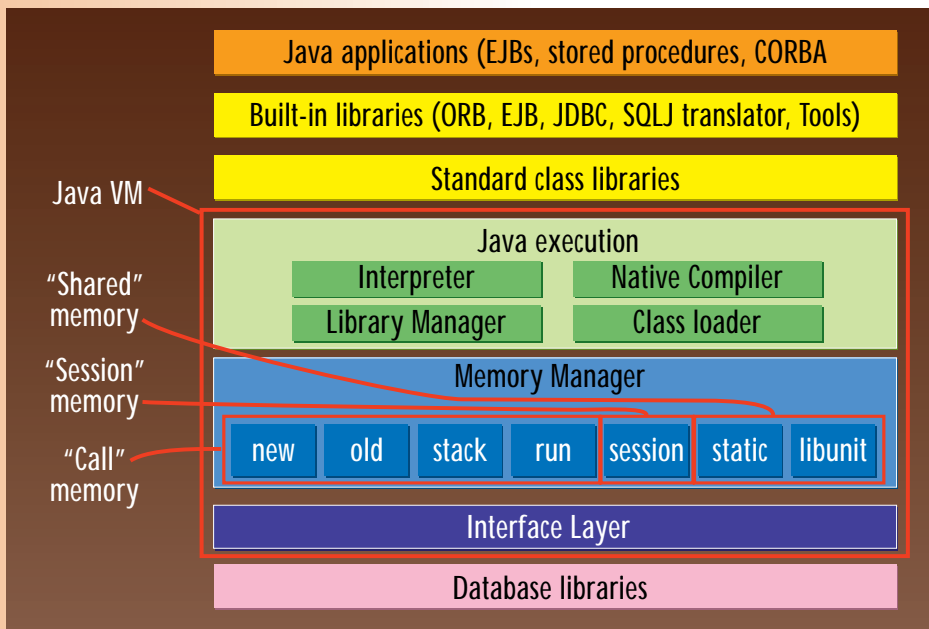 Java applications (EJBs, stored procedures, CORBA
Built-in libraries (ORB, EJB, JDBC, SQLJ translator, Tools)
Standard class libraries
Java VM
Java execution
Interpreter
Native Compiler
Library Manager
Class loader
“Shared”
memory
“Session”
memory
“Call”
memory
Memory Manager
new
old
stack
run
session
static
libunit
Interface Layer
Database libraries